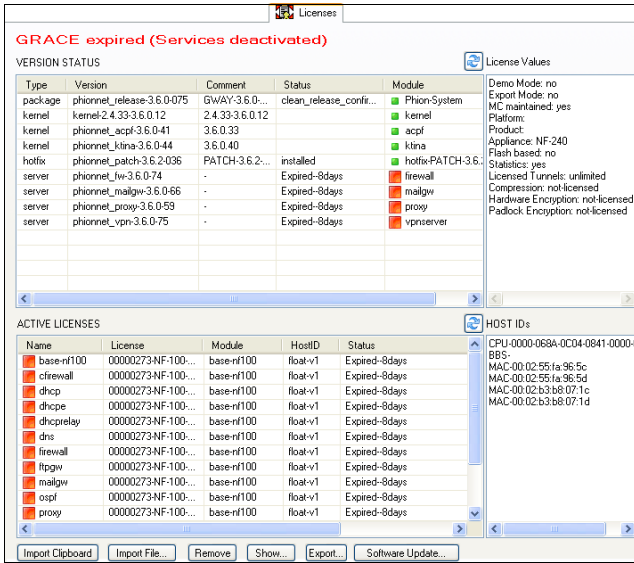 Licenses
GRACE expired (Services deactivated)
VERSION STATUS
Type Version Comment Status Module
package phionnet_release-3.6.0-075 GWAY-3.6.0-... clean_release_confir... Phion-System
kernel kernel-2.4.33-3.6.0.12 2.4.33-3.6.0.12 kernel
kernel phionnet_acpf-3.6.0-41 3.6.0.33 acpf
kernel phionnet_ktina-3.6.0-44 3.6.0.40 ktina
hotfix phionnet_patch-3.6.2-036 PATCH-3.6.2-... installed hotfix-PATCH-3.6.
server phionnet_fw-3.6.0-74 - Expired--8days firewall
server phionnet_mailgw-3.6.0-66 - Expired--8days mailgw
server phionnet_proxy-3.6.0-59 - Expired--8days proxy
server phionnet_vpn-3.6.0-75 - Expired--8days vpnserver
License Values
Demo Mode: no
Export Mode: no
MC maintained: yes
Platform:
Product:
Appliance: NF-240
Flash based: no
Statistics: yes
Licensed Tunnels: unlimited
Compression: not-licensed
Hardware Encryption: not-licensed
Padlock Encryption: not-licensed
ACTIVE LICENSES
Name License Module HostID Status
base-nf100 00000273-NF-100-... base-nf100 float-v1 Expired--8days
cfirewall 00000273-NF-100-... base-nf100 float-v1 Expired--8days
dhcp 00000273-NF-100-... base-nf100 float-v1 Expired--8days
dhcpe 00000273-NF-100-... base-nf100 float-v1 Expired--8days
dhcprelay 00000273-NF-100-... base-nf100 float-v1 Expired--8days
dns 00000273-NF-100-... base-nf100 float-v1 Expired--8days
firewall 00000273-NF-100-... base-nf100 float-v1 Expired--8days
ftpgw 00000273-NF-100-... base-nf100 float-v1 Expired--8days
mailgw 00000273-NF-100-... base-nf100 float-v1 Expired--8days
ospf 00000273-NF-100-... base-nf100 float-v1 Expired--8days
proxy 00000273-NF-100-... base-nf100 float-v1 Expired--8days
HOST IDs
CPU-0000-068A-0C04-0841-0000-
BBS-
MAC-00:02:55:fa:96:5c
MAC-00:02:55:fa:96:5d
MAC-00:02:b3:b8:07:1c
MAC-00:02:b3:b8:07:1d
Import Clipboard Import File... Remove Show... Export... Software Update...